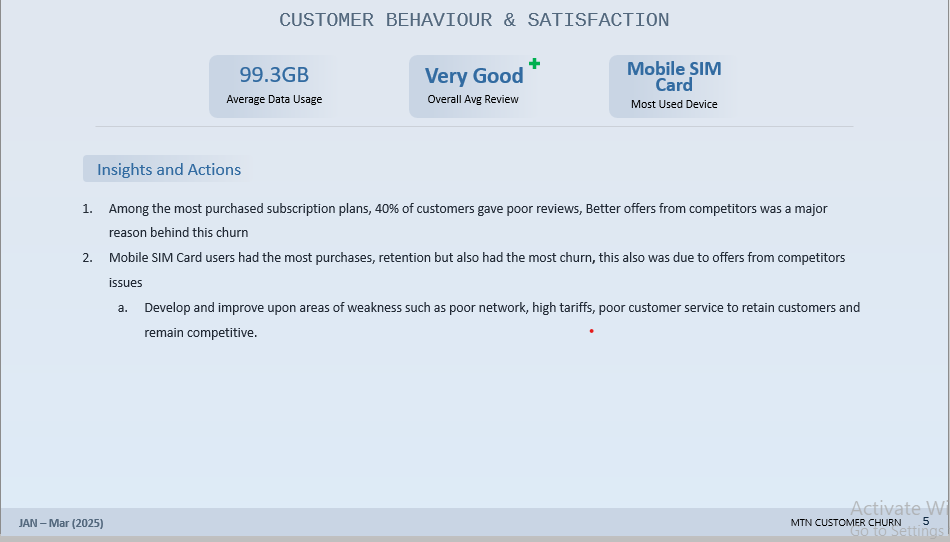 CUSTOMER BEHAVIOUR & SATISFACTION
99.3GB
Average Data Usage
Very Good
Overall Avg Review
Mobile SIM
Card
Most Used Device
Insights and Actions
1. Among the most purchased subscription plans, 40% of customers gave poor reviews, Better offers from competitors was a major
reason behind this churn
2. Mobile SIM Card users had the most purchases, retention but also had the most churn, this also was due to offers from competitors
issues
a. Develop and improve upon areas of weakness such as poor network, high tariffs, poor customer service to retain customers and
remain competitive.
JAN – Mar (2025)
MTN CUSTOMER CHURN 5
Activate Wi
Go to Settings